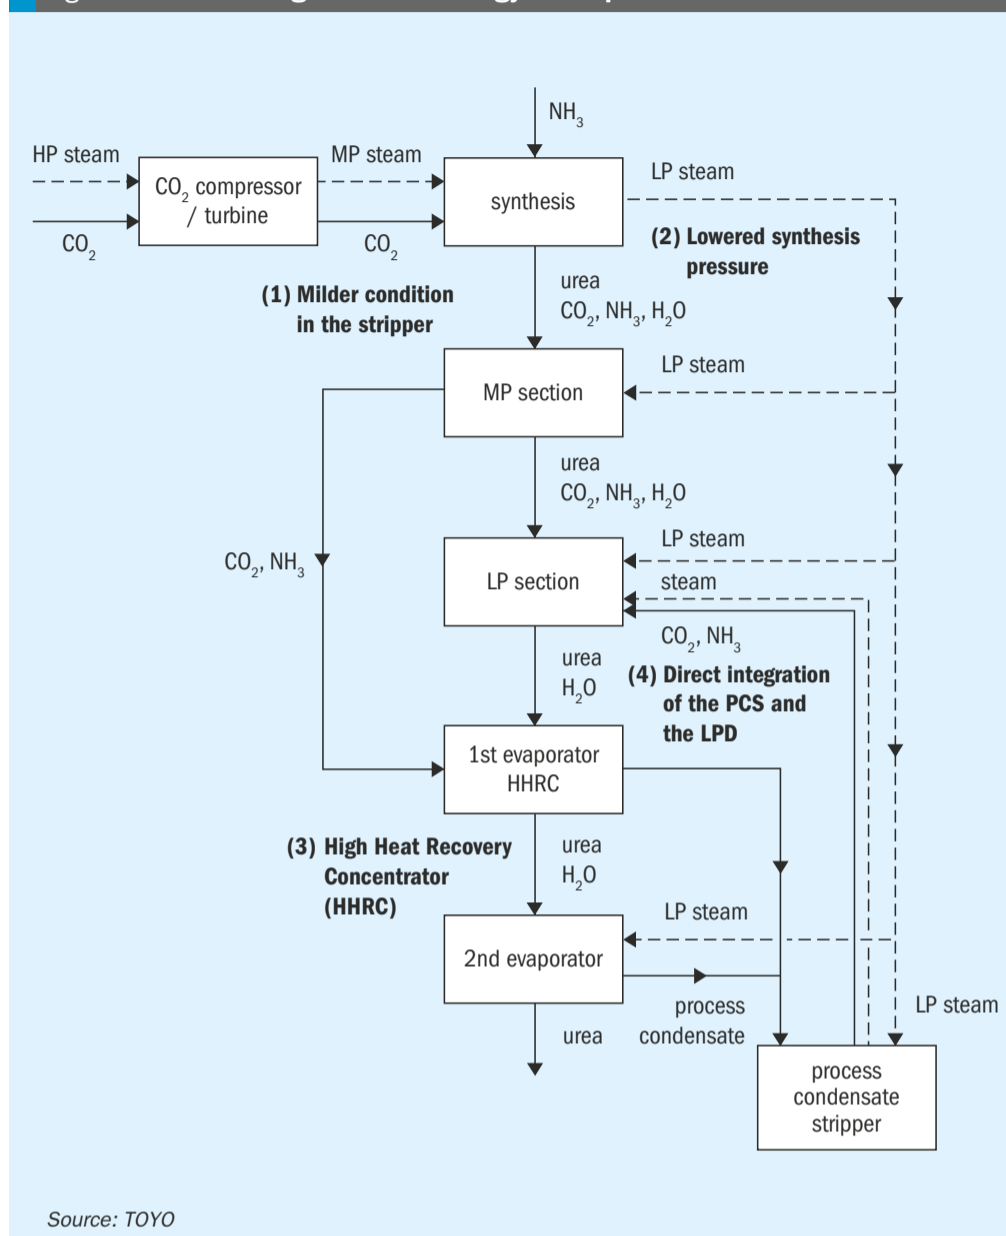 NH₃
HP steam
MP steam
LP steam
CO₂ compressor
/ turbine
synthesis
CO₂
CO₂
(2) Lowered synthesis
pressure
(1) Milder condition
in the stripper
urea
CO₂, NH₃, H₂O
LP steam
MP section
urea
CO₂, NH₃, H₂O
LP steam
CO₂, NH₃
LP section
steam
CO₂, NH₃
urea
H₂O
(4) Direct integration
of the PCS and
the LPD
1st evaporator
HHRC
(3) High Heat Recovery
Concentrator
(HHRC)
urea
H₂O
LP steam
2nd evaporator
process
condensate
LP steam
urea
process
condensate
stripper
Source: TOYO